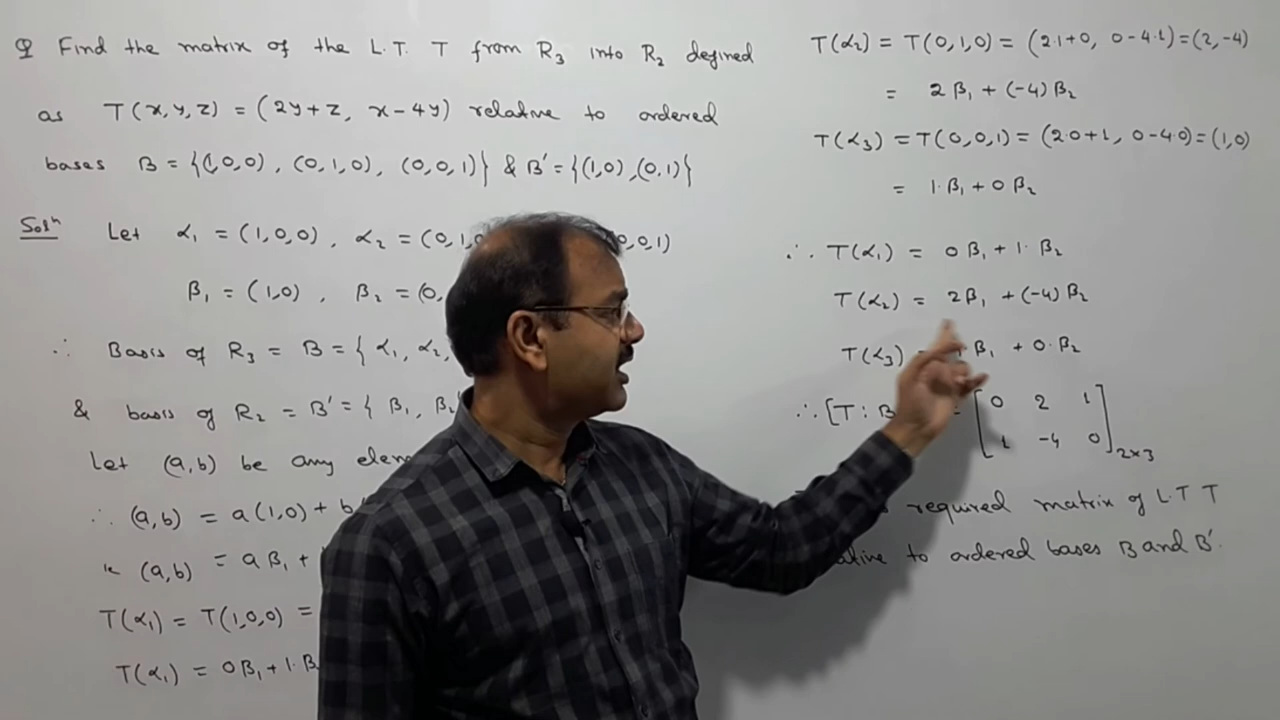 Q Find the matrix of the L.T. T from R₃ into R₂ defined
as T(x,y,z) = (2y+z, x-4y) relative to ordered
bases B = {(1,0,0), (0,1,0), (0,0,1)} & B' = {(1,0),(0,1)}
Solⁿ Let α₁ = (1,0,0), α₂ = (0,1,0 0,0,1)
β₁ = (1,0), β₂ = (0,
∴ Basis of R₃ = B = {α₁, α₂,
& basis of R₂ = B' = {β₁, β₂
Let (a,b) be any elem
∴ (a,b) = a(1,0) + b
(a,b) = aβ₁ +
T(α₁) = T(1,0,0) =
T(α₁) = 0β₁ + 1·β
T(α₂) = T(0,1,0) = (2·1+0, 0-4·1) = (2,-4)
= 2β₁ + (-4)β₂
T(α₃) = T(0,0,1) = (2·0+1, 0-4·0) = (1,0)
= 1·β₁ + 0β₂
∴ T(α₁) = 0β₁ + 1·β₂
T(α₂) = 2β₁ + (-4)β₂
T(α₃) = β₁ + 0·β₂
∴ [T : B = [0 2 1
1 -4 0]₂ₓ₃
required matrix of L.T T
to ordered bases B and B'.